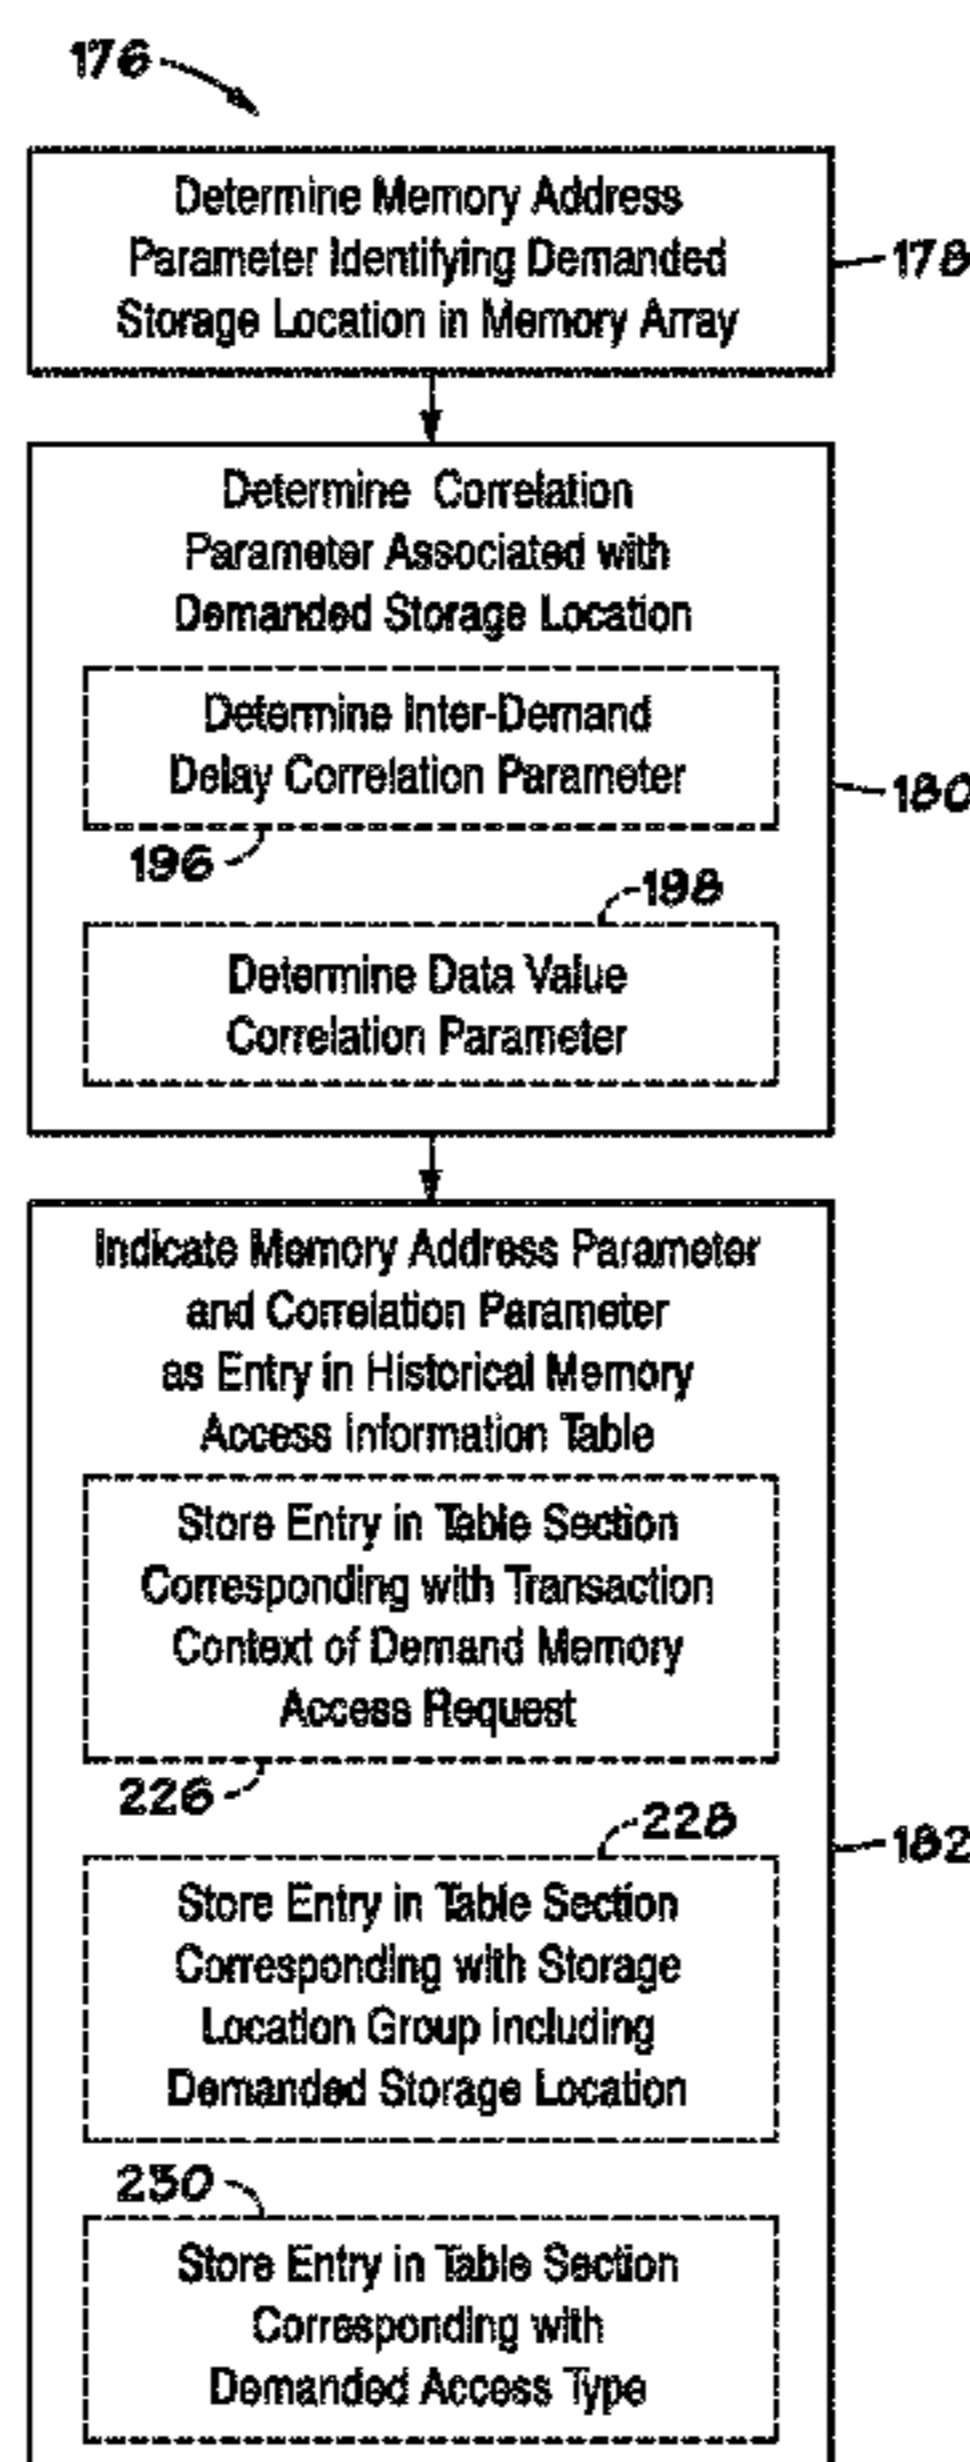 176
Determine Memory Address
Parameter Identifying Demanded
Storage Location in Memory Array
178
Determine Correlation
Parameter Associated with
Demanded Storage Location
Determine Inter-Demand
Delay Correlation Parameter
180
196
198
Determine Data Value
Correlation Parameter
Indicate Memory Address Parameter
and Correlation Parameter
as Entry in Historical Memory
Access Information Table
Store Entry in Table Section
Corresponding with Transaction
Context of Demand Memory
Access Request
226
228
182
Store Entry in Table Section
Corresponding with Storage
Location Group Including
Demanded Storage Location
230
Store Entry in Table Section
Corresponding with
Demanded Access Type